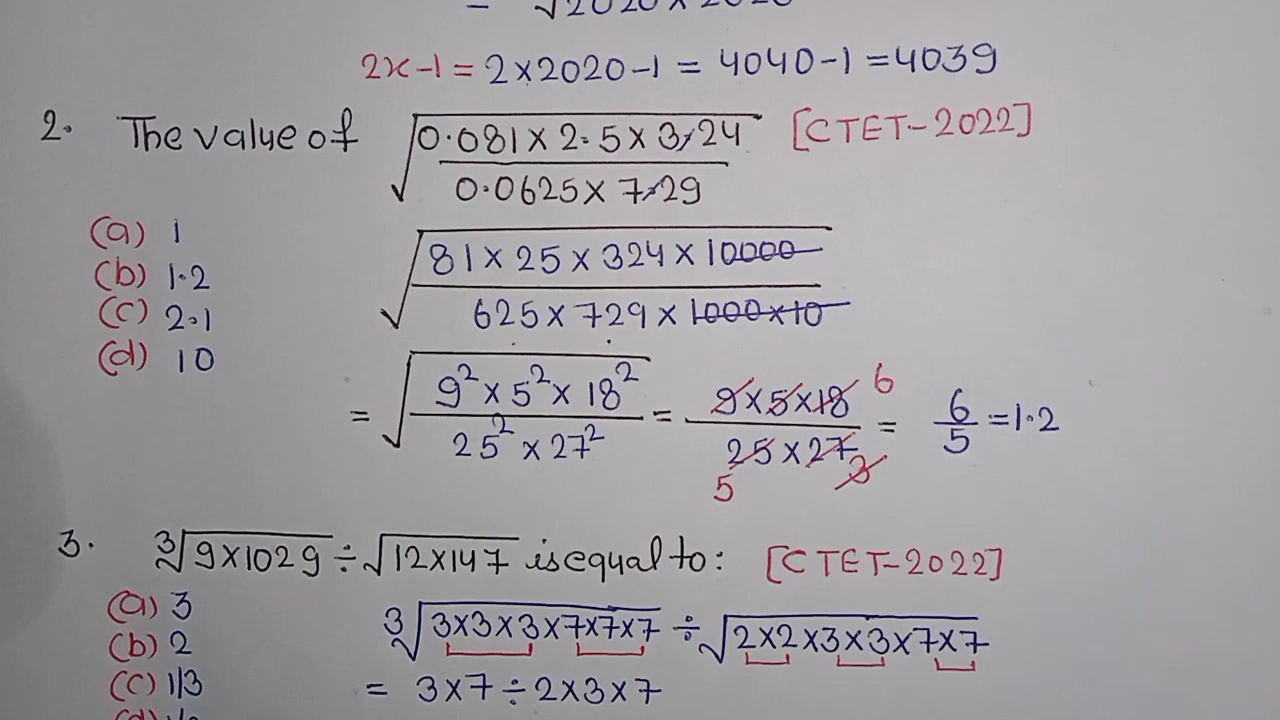 = √2020×2020
2x-1 = 2×2020-1 = 4040-1 = 4039
2. The value of √(0.081×2.5×3.24 / 0.0625×7.29) [CTET-2022]
(a) 1
(b) 1.2
(c) 2.1
(d) 10
√(81×25×324×10000 / 625×729×1000×10)
= √(9²×5²×18² / 25²×27²) = 9×5×18 / 25×27 = 6/5 = 1.2
6
5 3
3. ∛9×1029 ÷ √12×147 is equal to: [CTET-2022]
(a) 3
(b) 2
(c) 1/3
∛3×3×3×7×7×7 ÷ √2×2×3×3×7×7
= 3×7÷2×3×7